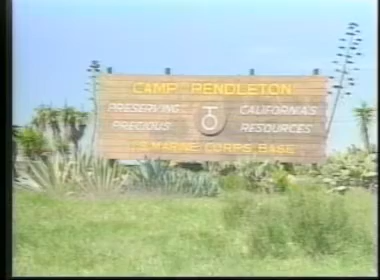 CAMP PENDLETON
PRESERVING CALIFORNIA'S
PRECIOUS RESOURCES
U.S. MARINE CORPS BASE